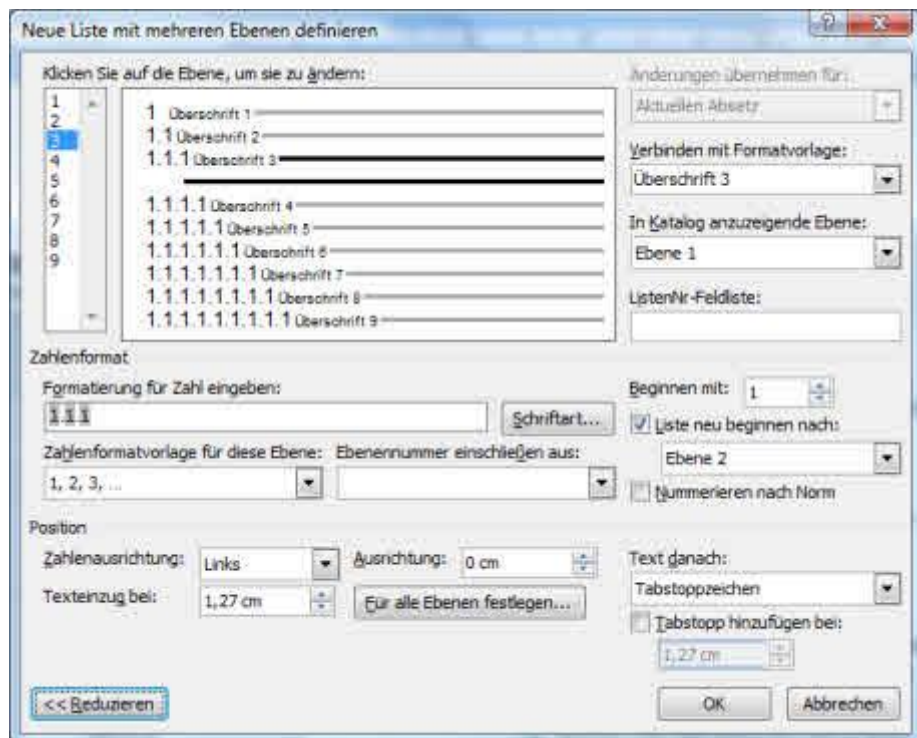 Neue Liste mit mehreren Ebenen definieren
Klicken Sie auf die Ebene, um sie zu ändern:
1
2
3
4
5
6
7
8
9
1 Überschrift 1
1.1 Überschrift 2
1.1.1 Überschrift 3
1.1.1.1 Überschrift 4
1.1.1.1.1 Überschrift 5
1.1.1.1.1.1 Überschrift 6
1.1.1.1.1.1.1 Überschrift 7
1.1.1.1.1.1.1.1 Überschrift 8
1.1.1.1.1.1.1.1.1 Überschrift 9
Änderungen übernehmen für:
Aktuellen Absatz
Verbinden mit Formatvorlage:
Überschrift 3
In Katalog anzuzeigende Ebene:
Ebene 1
ListenNr-Feldliste:
Zahlenformat
Formatierung für Zahl eingeben:
1.1.1
Schriftart...
Zahlenformatvorlage für diese Ebene: Ebenennummer einschließen aus:
1, 2, 3, ...
Beginnen mit: 1
Liste neu beginnen nach:
Ebene 2
Nummerieren nach Norm
Position
Zahlenausrichtung: Links Ausrichtung: 0 cm
Texteinzug bei: 1,27 cm Für alle Ebenen festlegen...
Text danach:
Tabstoppzeichen
Tabstopp hinzufügen bei:
1,27 cm
<< Reduzieren OK Abbrechen